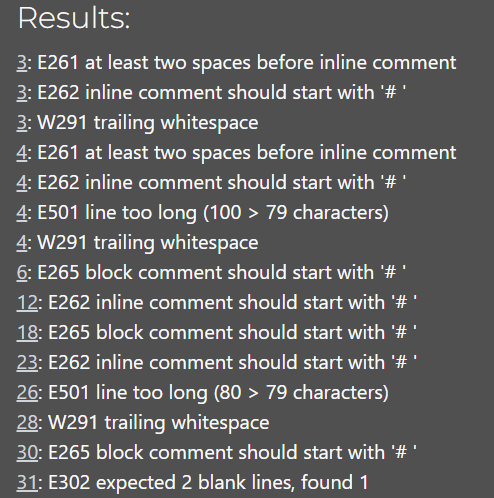 Results:
3: E261 at least two spaces before inline comment
3: E262 inline comment should start with '# '
3: W291 trailing whitespace
4: E261 at least two spaces before inline comment
4: E262 inline comment should start with '# '
4: E501 line too long (100 > 79 characters)
4: W291 trailing whitespace
6: E265 block comment should start with '# '
12: E262 inline comment should start with '# '
18: E265 block comment should start with '# '
23: E262 inline comment should start with '# '
26: E501 line too long (80 > 79 characters)
28: W291 trailing whitespace
30: E265 block comment should start with '# '
31: E302 expected 2 blank lines, found 1